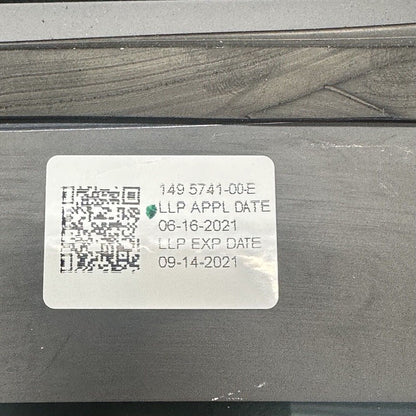 149 5741-00-E
LLP APPL DATE
06-16-2021
LLP EXP DATE
09-14-2021